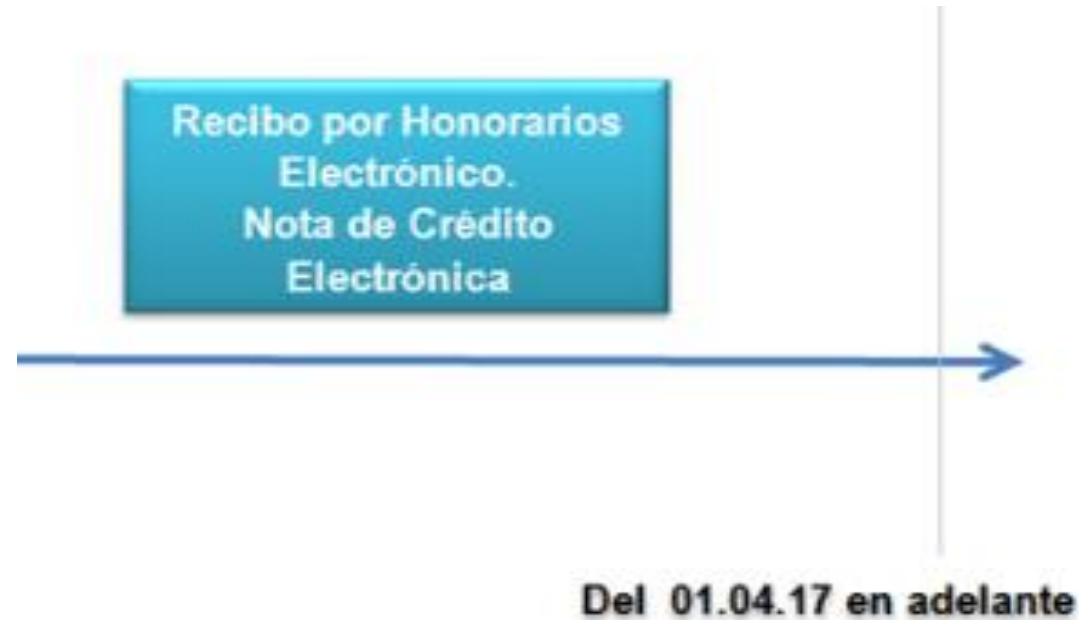 Recibo por Honorarios
Electrónico.
Nota de Crédito
Electrónica
Del 01.04.17 en adelante